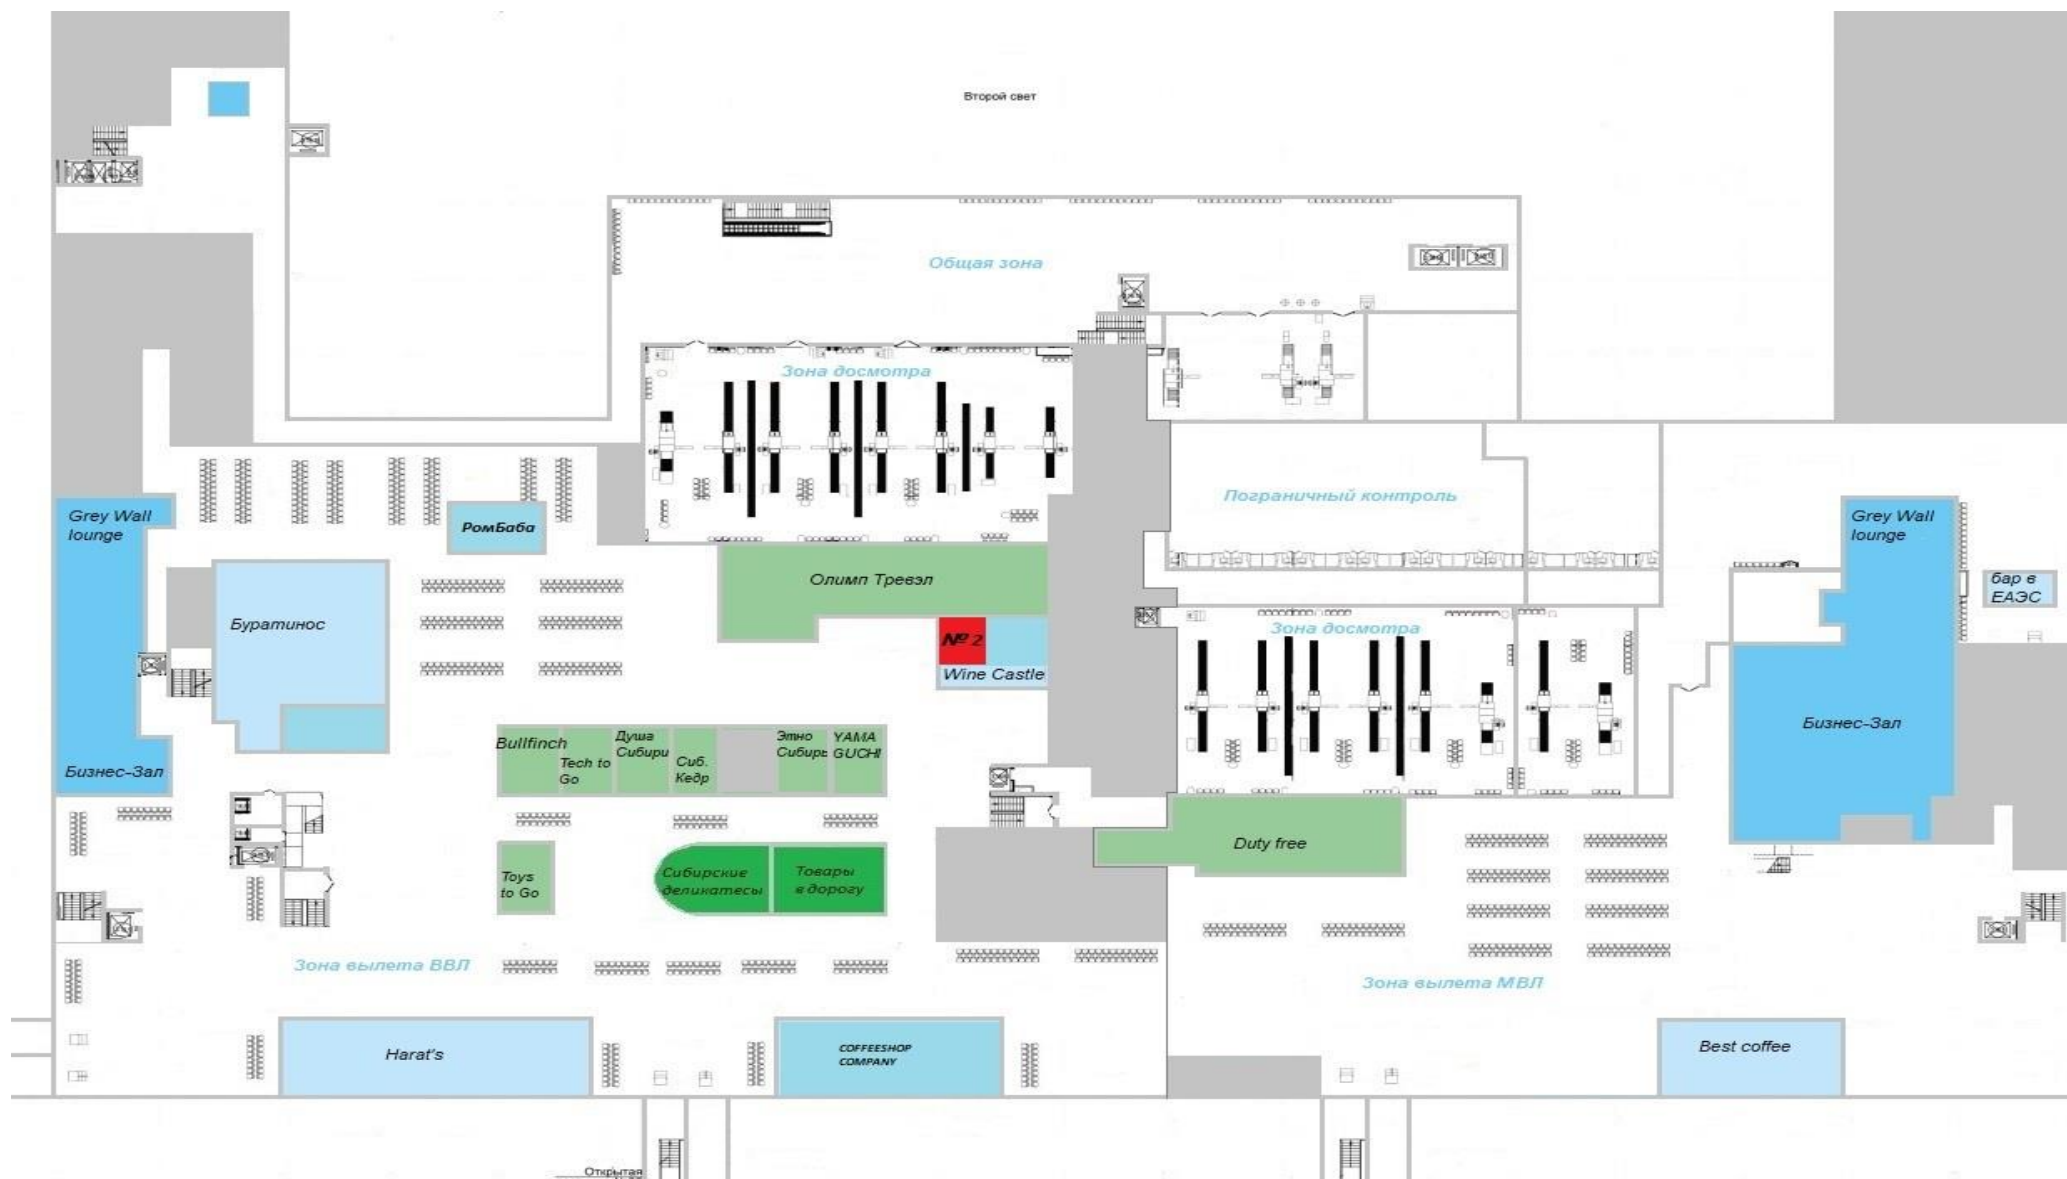 Второй свет
Общая зона
Зона досмотра
Grey Wall
lounge
РомБаба
Пограничный контроль
Grey Wall
lounge
Олимп Тревэл
бар в
ЕАЭС
Буратинос
№ 2
Wine Castle
Зона досмотра
Бизнес-Зал
Бизнес-Зал
Bullfinch
Tech to
Go
Душа
Сибири
Сиб.
Кедр
Этно
Сибирь
YAMA
GUCHI
Duty free
Toys
to Go
Сибирские
деликатесы
Товары
в дорогу
Зона вылета ВВЛ
Зона вылета МВЛ
Harat's
COFFEESHOP
COMPANY
Best coffee
Открытая